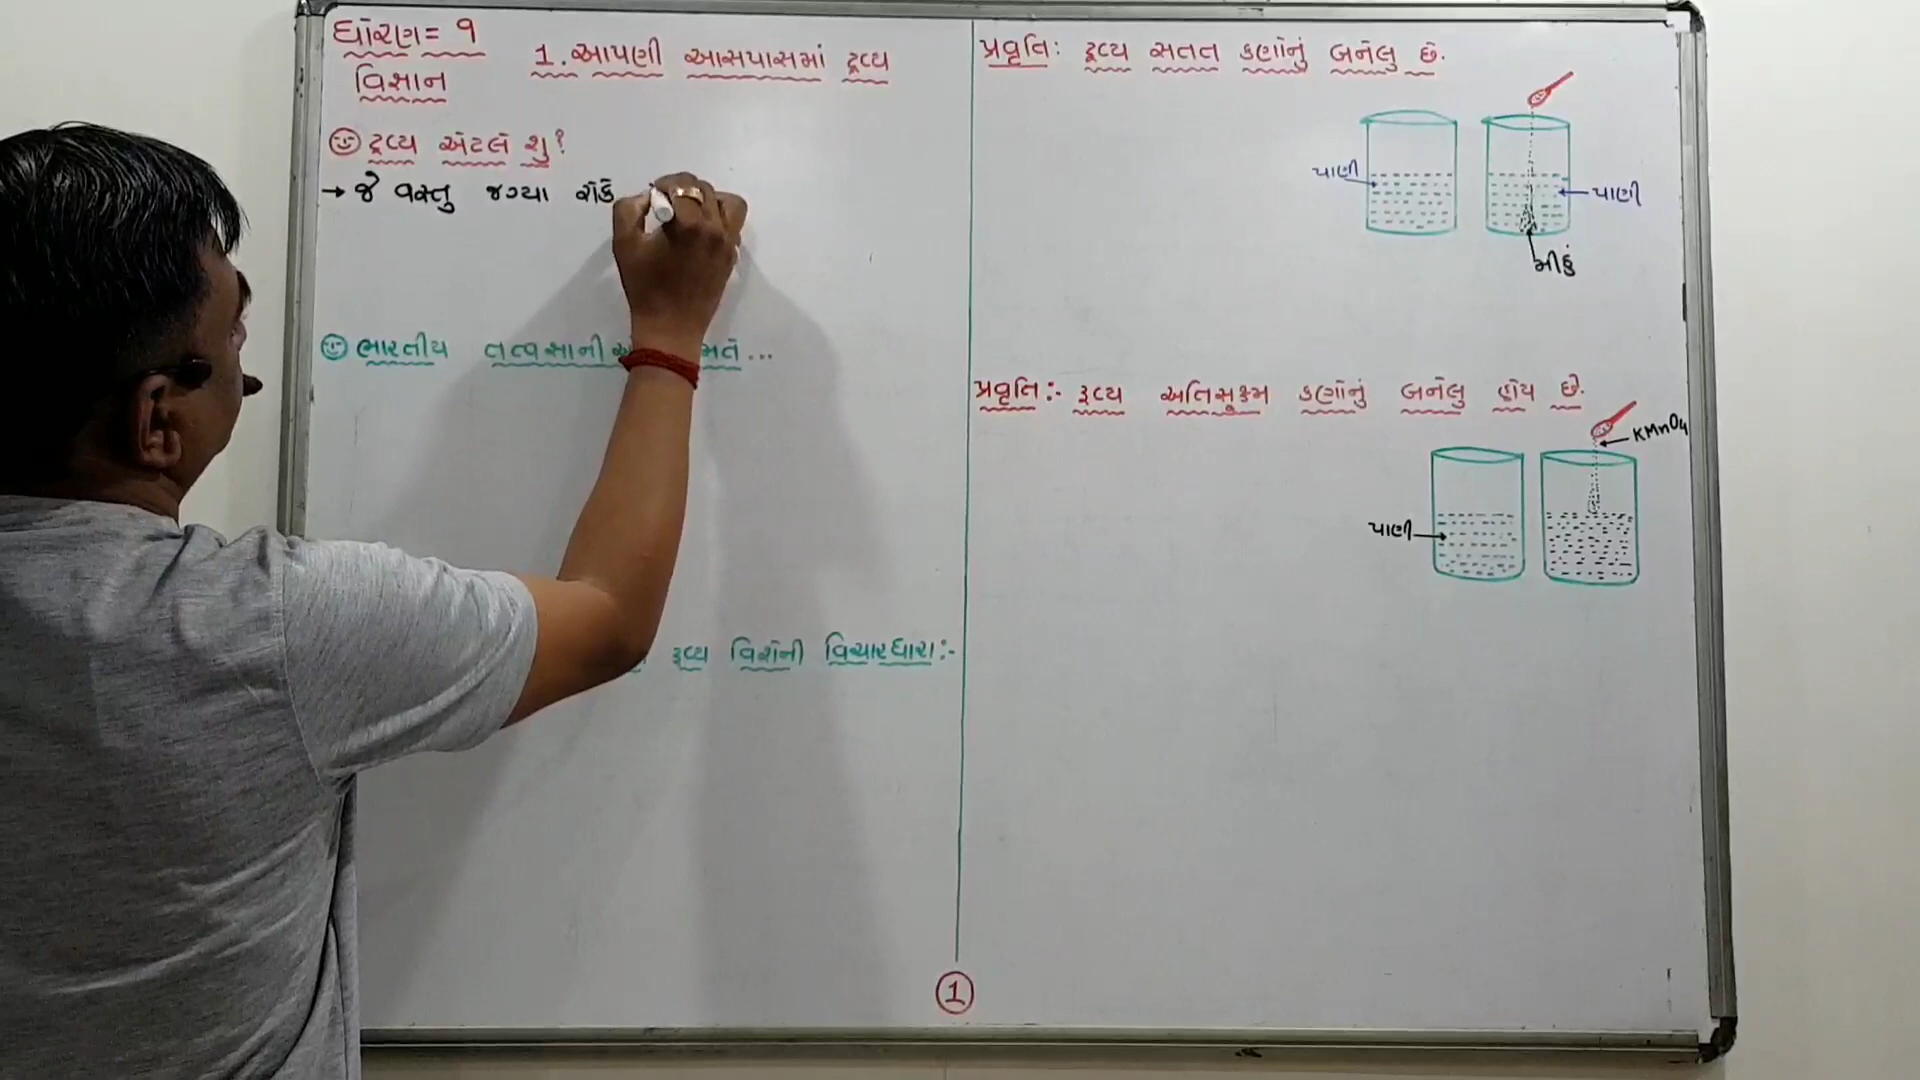 ધોરણ= ૧
વિજ્ઞાન
1. આપણી આસપાસમાં દ્રવ્ય
દ્રવ્ય એટલે શુ?
→ જે વસ્તુ જગ્યા રોકે
ભારતીય તત્વજ્ઞાની મતે...
દ્રવ્ય વિશેની વિચારધારા:-
1
પ્રવૃતિ: દ્રવ્ય સતત કણોનું બનેલુ છે.
પાણી
પાણી
મીઠું
પ્રવૃતિ:- દ્રવ્ય અતિસૂક્ષ્મ કણોનું બનેલુ હોય છે.
KMnO4
પાણી